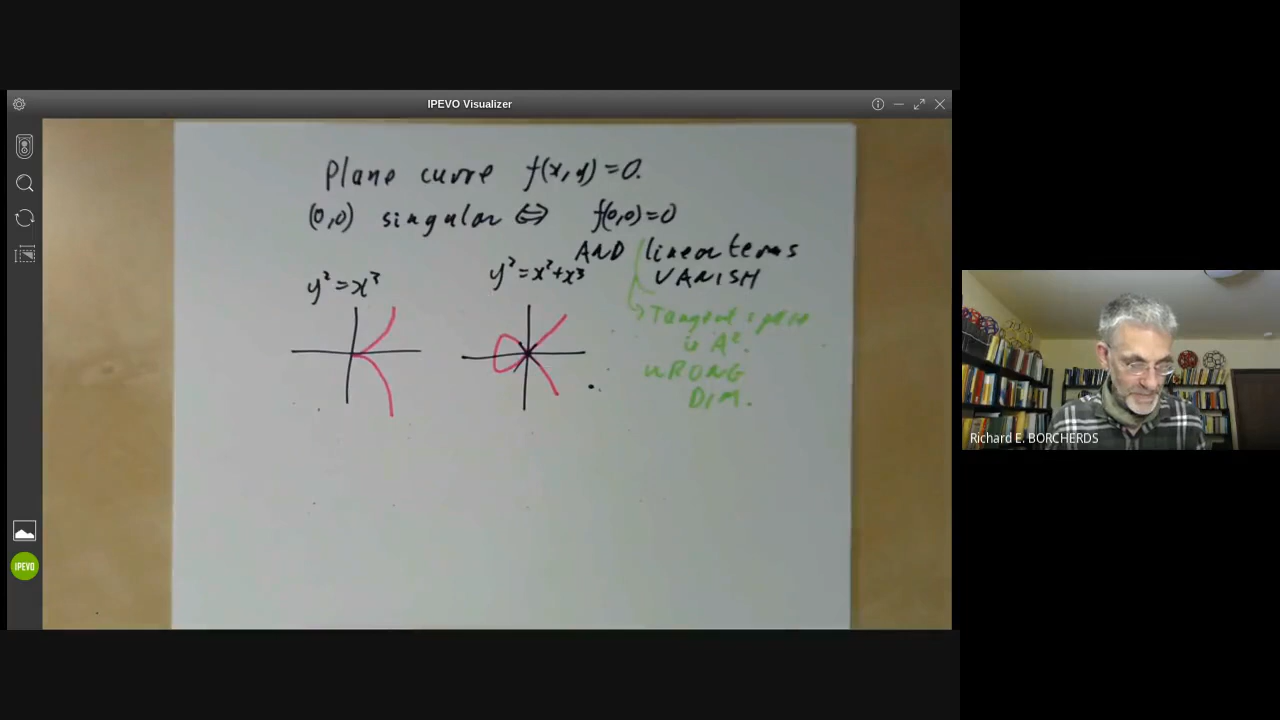 IPEVO Visualizer
Plane curve f(x,y)=0.
(0,0) singular ⇔ f(0,0)=0
AND linear terms
VANISH
y²=x³
y²=x²+x³
Tangent space
is A².
WRONG
DIM.
IPEVO
Richard E. BORCHERDS